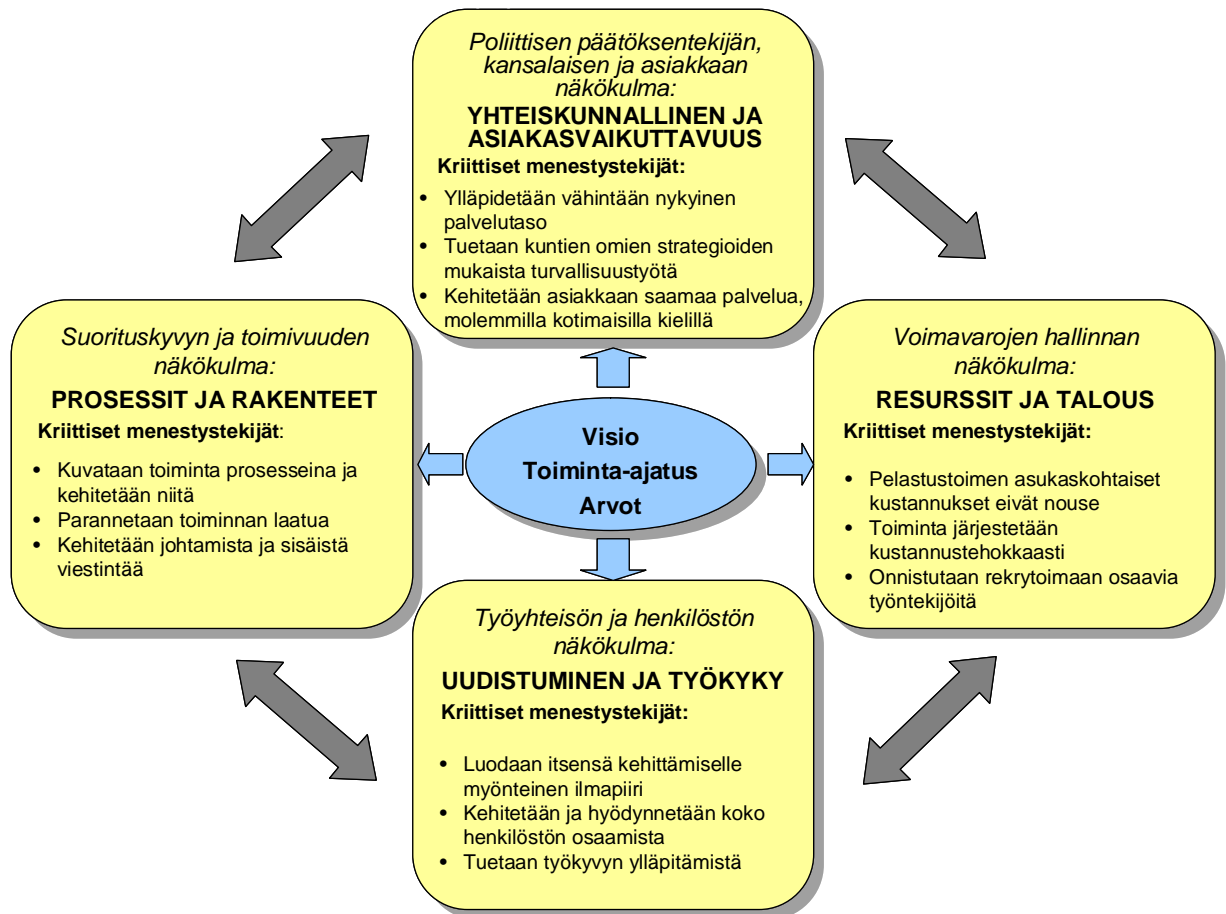 Poliittisen päätöksentekijän,
kansalaisen ja asiakkaan
näkökulma:
YHTEISKUNNALLINEN JA
ASIAKASVAIKUTTAVUUS
Kriittiset menestystekijät:
• Ylläpidetään vähintään nykyinen
palvelutaso
• Tuetaan kuntien omien strategioiden
mukaista turvallisuustyötä
• Kehitetään asiakkaan saamaa palvelua,
molemmilla kotimaisilla kielillä
Suorituskyvyn ja toimivuuden
näkökulma:
PROSESSIT JA RAKENTEET
Kriittiset menestystekijät:
• Kuvataan toiminta prosesseina ja
kehitetään niitä
• Parannetaan toiminnan laatua
• Kehitetään johtamista ja sisäistä
viestintää
Visio
Toiminta-ajatus
Arvot
Voimavarojen hallinnan
näkökulma:
RESURSSIT JA TALOUS
Kriittiset menestystekijät:
• Pelastustoimen asukaskohtaiset
kustannukset eivät nouse
• Toiminta järjestetään
kustannustehokkaasti
• Onnistutaan rekrytoimaan osaavia
työntekijöitä
Työyhteisön ja henkilöstön
näkökulma:
UUDISTUMINEN JA TYÖKYKY
Kriittiset menestystekijät:
• Luodaan itsensä kehittämiselle
myönteinen ilmapiiri
• Kehitetään ja hyödynnetään koko
henkilöstön osaamista
• Tuetaan työkyvyn ylläpitämistä